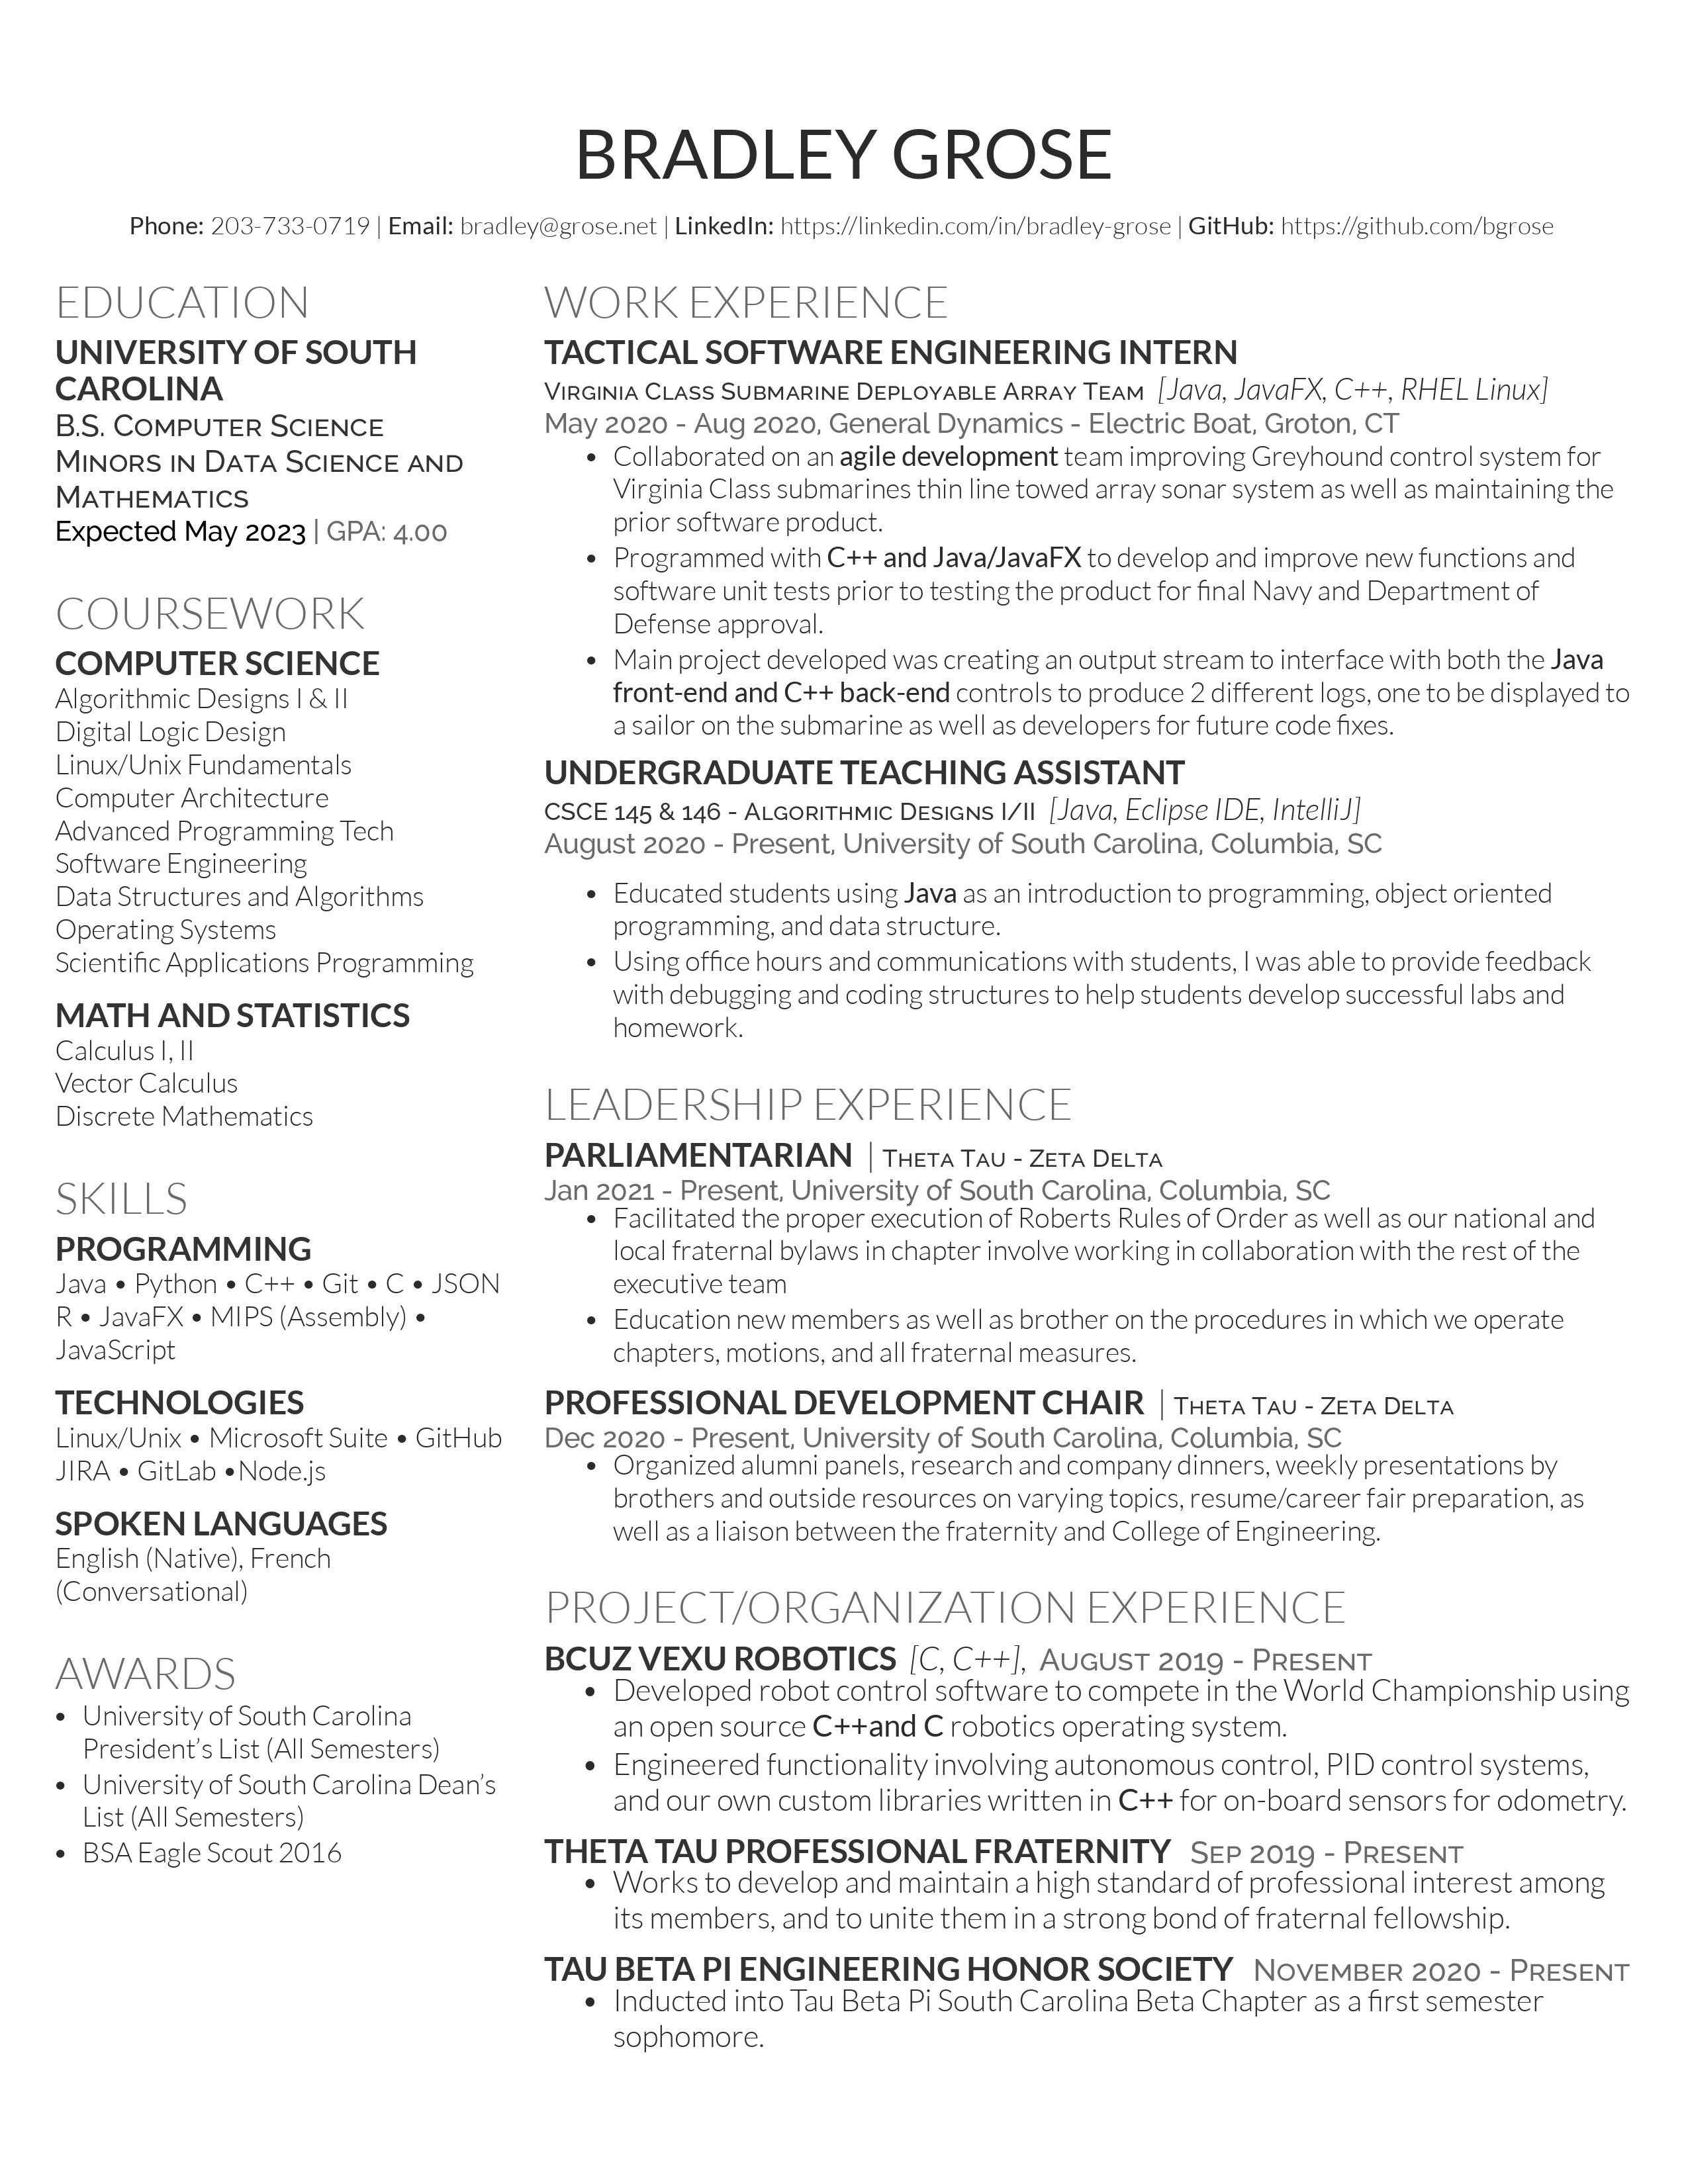 BRADLEY GROSE
Phone: 203-733-0719 | Email: bradley@grose.net | LinkedIn: https://linkedin.com/in/bradley-grose | GitHub: https://github.com/bgrose
EDUCATION
UNIVERSITY OF SOUTH
CAROLINA
B.S. Computer Science
Minors in Data Science and
Mathematics
Expected May 2023 | GPA: 4.00
COURSEWORK
COMPUTER SCIENCE
Algorithmic Designs I & II
Digital Logic Design
Linux/Unix Fundamentals
Computer Architecture
Advanced Programming Tech
Software Engineering
Data Structures and Algorithms
Operating Systems
Scientific Applications Programming
MATH AND STATISTICS
Calculus I, II
Vector Calculus
Discrete Mathematics
SKILLS
PROGRAMMING
Java • Python • C++ • Git • C • JSON
R • JavaFX • MIPS (Assembly) •
JavaScript
TECHNOLOGIES
Linux/Unix • Microsoft Suite • GitHub
JIRA • GitLab •Node.js
SPOKEN LANGUAGES
English (Native), French
(Conversational)
AWARDS
• University of South Carolina
President’s List (All Semesters)
• University of South Carolina Dean’s
List (All Semesters)
• BSA Eagle Scout 2016
WORK EXPERIENCE
TACTICAL SOFTWARE ENGINEERING INTERN
Virginia Class Submarine Deployable Array Team [Java, JavaFX, C++, RHEL Linux]
May 2020 - Aug 2020, General Dynamics - Electric Boat, Groton, CT
• Collaborated on an agile development team improving Greyhound control system for
Virginia Class submarines thin line towed array sonar system as well as maintaining the
prior software product.
• Programmed with C++ and Java/JavaFX to develop and improve new functions and
software unit tests prior to testing the product for final Navy and Department of
Defense approval.
• Main project developed was creating an output stream to interface with both the Java
front-end and C++ back-end controls to produce 2 different logs, one to be displayed to
a sailor on the submarine as well as developers for future code fixes.
UNDERGRADUATE TEACHING ASSISTANT
CSCE 145 & 146 - Algorithmic Designs I/II [Java, Eclipse IDE, IntelliJ]
August 2020 - Present, University of South Carolina, Columbia, SC
• Educated students using Java as an introduction to programming, object oriented
programming, and data structure.
• Using office hours and communications with students, I was able to provide feedback
with debugging and coding structures to help students develop successful labs and
homework.
LEADERSHIP EXPERIENCE
PARLIAMENTARIAN | Theta Tau - Zeta Delta
Jan 2021 - Present, University of South Carolina, Columbia, SC
• Facilitated the proper execution of Roberts Rules of Order as well as our national and
local fraternal bylaws in chapter involve working in collaboration with the rest of the
executive team
• Education new members as well as brother on the procedures in which we operate
chapters, motions, and all fraternal measures.
PROFESSIONAL DEVELOPMENT CHAIR | Theta Tau - Zeta Delta
Dec 2020 - Present, University of South Carolina, Columbia, SC
• Organized alumni panels, research and company dinners, weekly presentations by
brothers and outside resources on varying topics, resume/career fair preparation, as
well as a liaison between the fraternity and College of Engineering.
PROJECT/ORGANIZATION EXPERIENCE
BCUZ VEXU ROBOTICS [C, C++], August 2019 - Present
• Developed robot control software to compete in the World Championship using
an open source C++and C robotics operating system.
• Engineered functionality involving autonomous control, PID control systems,
and our own custom libraries written in C++ for on-board sensors for odometry.
THETA TAU PROFESSIONAL FRATERNITY Sep 2019 - Present
• Works to develop and maintain a high standard of professional interest among
its members, and to unite them in a strong bond of fraternal fellowship.
TAU BETA PI ENGINEERING HONOR SOCIETY November 2020 - Present
• Inducted into Tau Beta Pi South Carolina Beta Chapter as a first semester
sophomore.